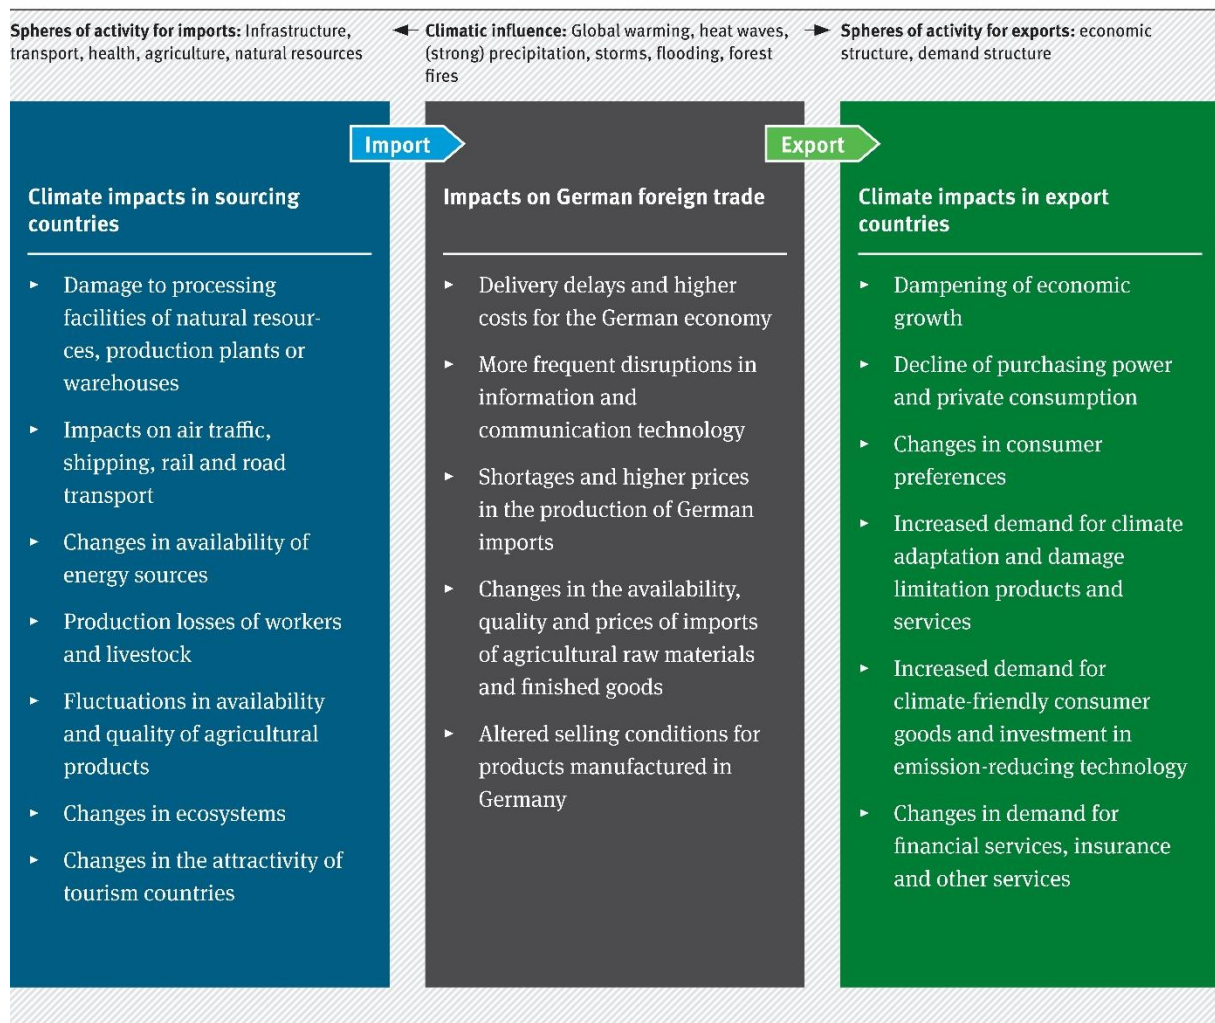 Spheres of activity for imports: Infrastructure,
transport, health, agriculture, natural resources
Climatic influence: Global warming, heat waves,
(strong) precipitation, storms, flooding, forest
fires
Spheres of activity for exports: economic
structure, demand structure
Import
Export
Climate impacts in sourcing
countries
Damage to processing
facilities of natural resour-
ces, production plants or
warehouses
Impacts on air traffic,
shipping, rail and road
transport
Changes in availability of
energy sources
Production losses of workers
and livestock
Fluctuations in availability
and quality of agricultural
products
Changes in ecosystems
Changes in the attractivity of
tourism countries
Impacts on German foreign trade
Delivery delays and higher
costs for the German economy
More frequent disruptions in
information and
communication technology
Shortages and higher prices
in the production of German
imports
Changes in the availability,
quality and prices of imports
of agricultural raw materials
and finished goods
Altered selling conditions for
products manufactured in
Germany
Climate impacts in export
countries
Dampening of economic
growth
Decline of purchasing power
and private consumption
Changes in consumer
preferences
Increased demand for climate
adaptation and damage
limitation products and
services
Increased demand for
climate-friendly consumer
goods and investment in
emission-reducing technology
Changes in demand for
financial services, insurance
and other services